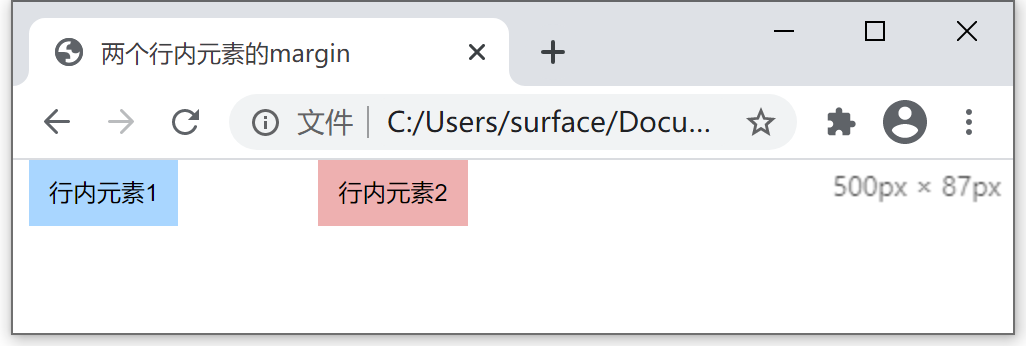 两个行内元素的margin
文件 C:/Users/surface/Docu...
行内元素1 行内元素2 500px × 87px